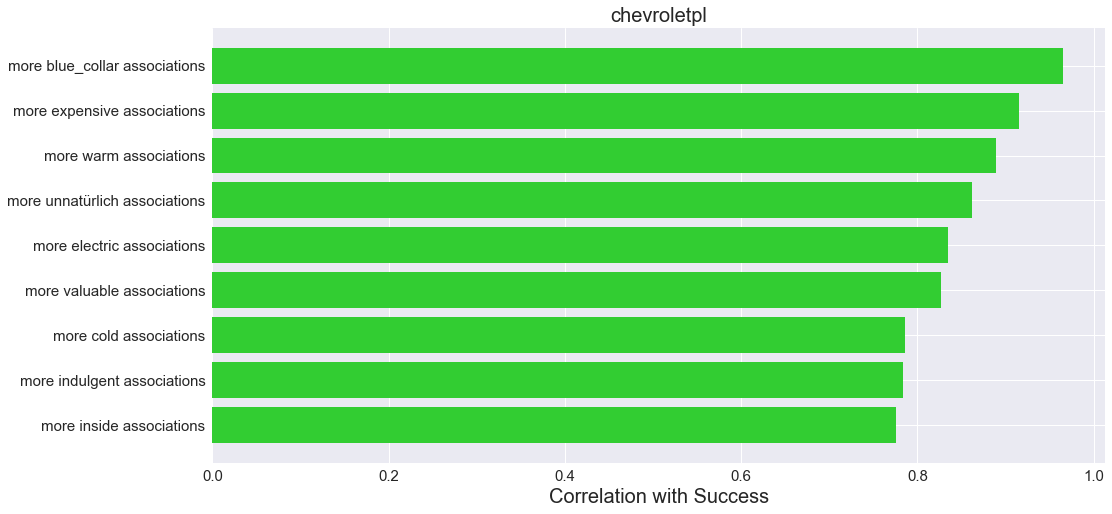 chevroletpl
more blue_collar associations
more expensive associations
more warm associations
more unnatürlich associations
more electric associations
more valuable associations
more cold associations
more indulgent associations
more inside associations
0.0 0.2 0.4 0.6 0.8 1.0
Correlation with Success